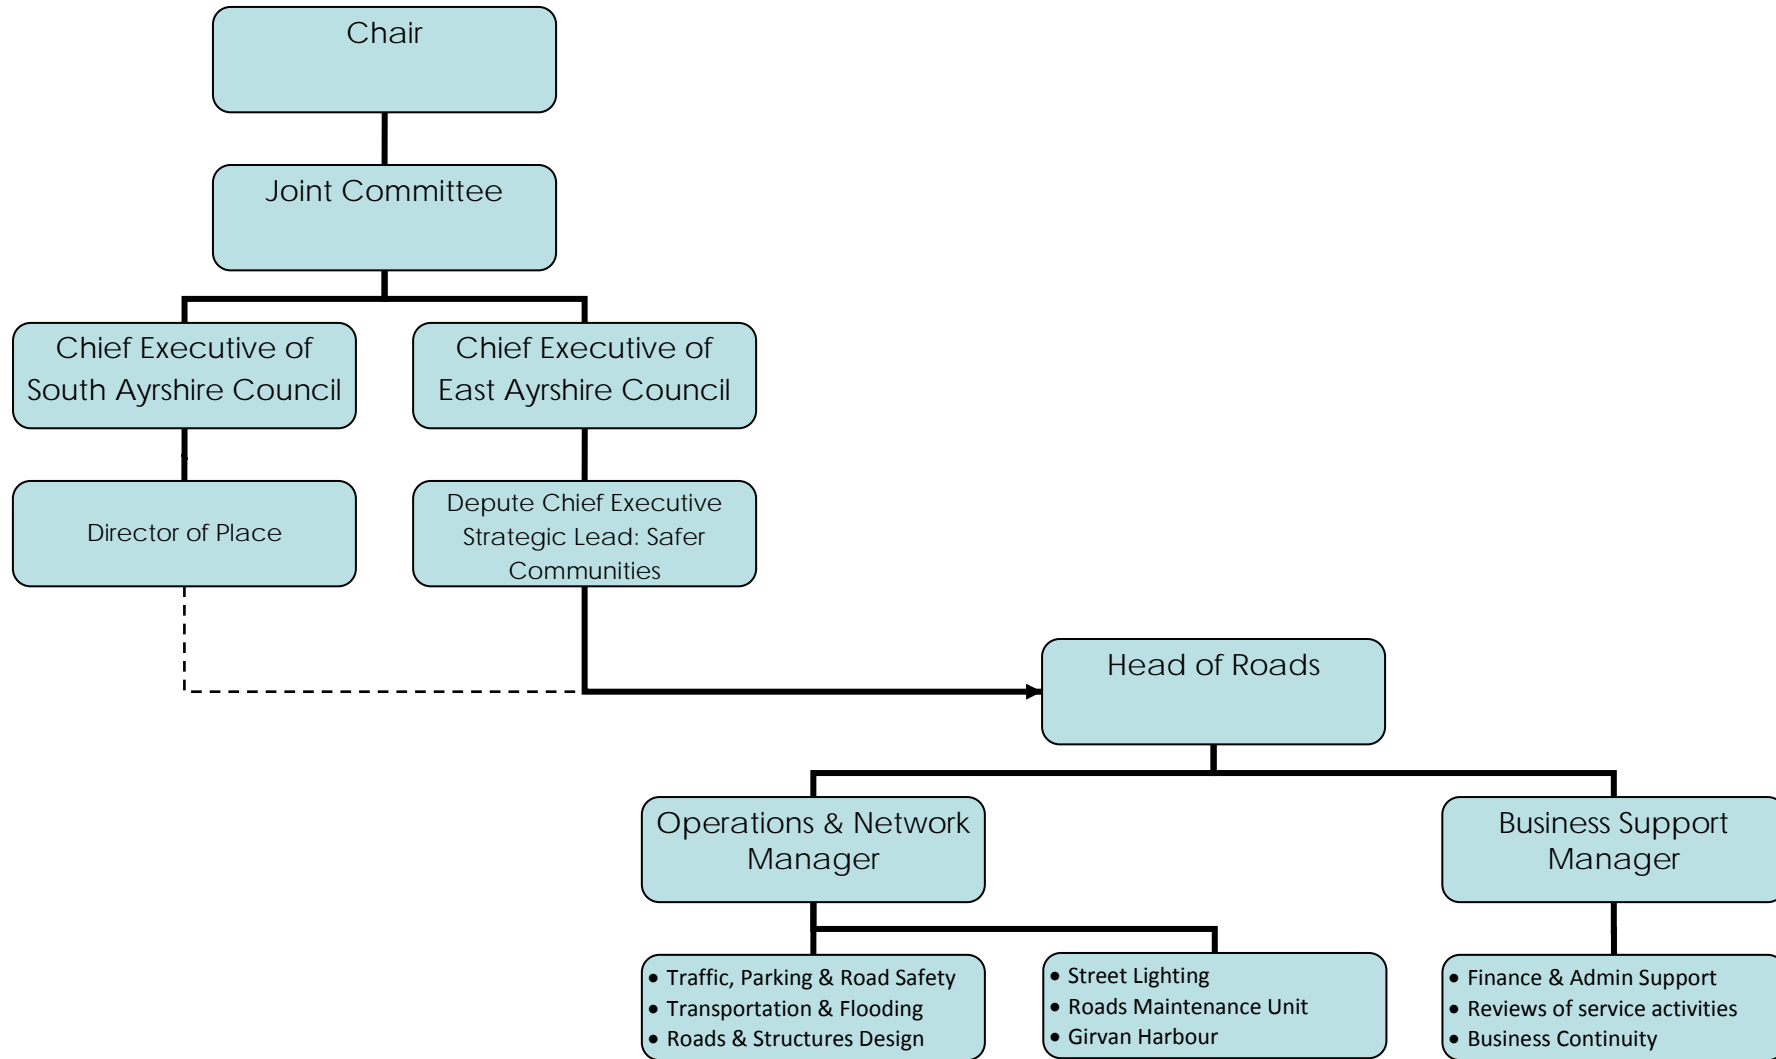 Chair
Joint Committee
Chief Executive of
South Ayrshire Council
Chief Executive of
East Ayrshire Council
Director of Place
Depute Chief Executive
Strategic Lead: Safer
Communities
Head of Roads
Operations & Network
Manager
Business Support
Manager
• Traffic, Parking & Road Safety
• Transportation & Flooding
• Roads & Structures Design
• Street Lighting
• Roads Maintenance Unit
• Girvan Harbour
• Finance & Admin Support
• Reviews of service activities
• Business Continuity